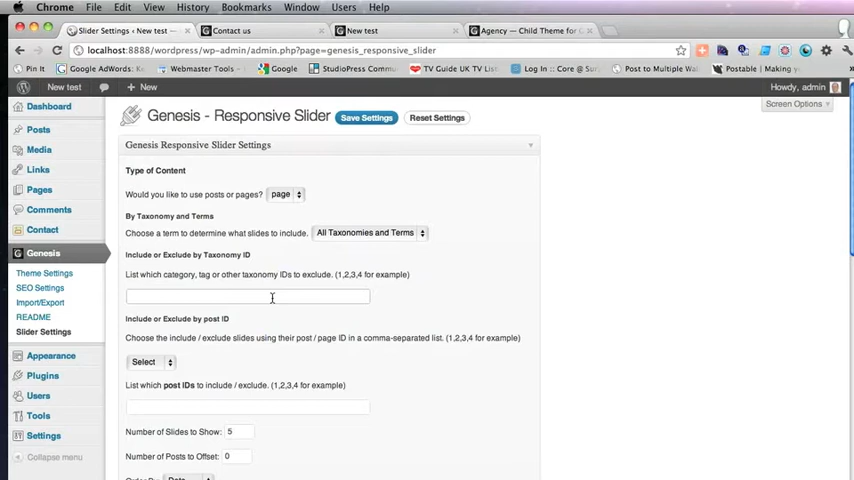 Chrome File Edit View History Bookmarks Window Users Help
Slider Settings ‹ New test —
Contact us
New test
Agency — Child Theme for G
localhost:8888/wordpress/wp-admin/admin.php?page=genesis_responsive_slider
Pin It
Google AdWords: Key
Webmaster Tools -
Google
StudioPress Commu
TV Guide UK TV List
Log In :: Core @ Sur
Post to Multiple Wa
Postable | Making y
New test
+ New
Howdy, admin
Screen Options
Dashboard
Posts
Media
Links
Pages
Comments
Contact
Genesis
Theme Settings
SEO Settings
Import/Export
README
Slider Settings
Appearance
Plugins
Users
Tools
Settings
Collapse menu
Genesis - Responsive Slider
Save Settings
Reset Settings
Genesis Responsive Slider Settings
Type of Content
Would you like to use posts or pages? page
By Taxonomy and Terms
Choose a term to determine what slides to include. All Taxonomies and Terms
Include or Exclude by Taxonomy ID
List which category, tag or other taxonomy IDs to exclude. (1,2,3,4 for example)
Include or Exclude by post ID
Choose the include / exclude slides using their post / page ID in a comma-separated list. (1,2,3,4 for example)
Select
List which post IDs to include / exclude. (1,2,3,4 for example)
Number of Slides to Show: 5
Number of Posts to Offset: 0
Order By: Date